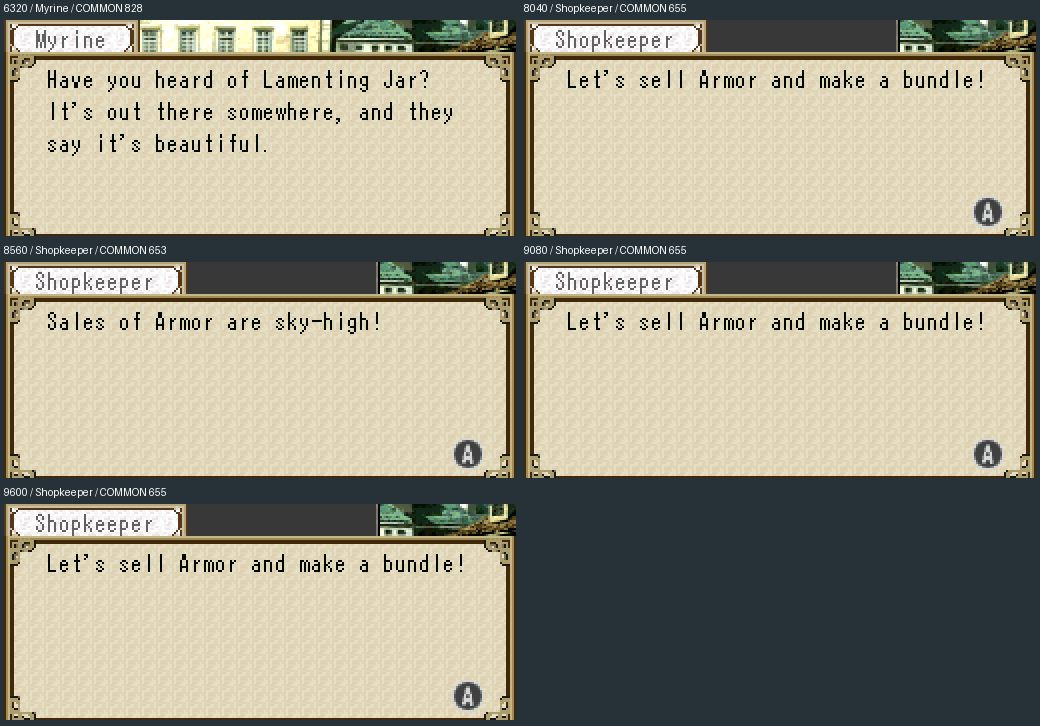 6320 / Myrine / COMMON 828
Myrine
Have you heard of Lamenting Jar?
It's out there somewhere, and they
say it's beautiful.
8040 / Shopkeeper / COMMON 655
Shopkeeper
Let's sell Armor and make a bundle!
A
8560 / Shopkeeper / COMMON 653
Shopkeeper
Sales of Armor are sky-high!
A
9080 / Shopkeeper / COMMON 655
Shopkeeper
Let's sell Armor and make a bundle!
A
9600 / Shopkeeper / COMMON 655
Shopkeeper
Let's sell Armor and make a bundle!
A